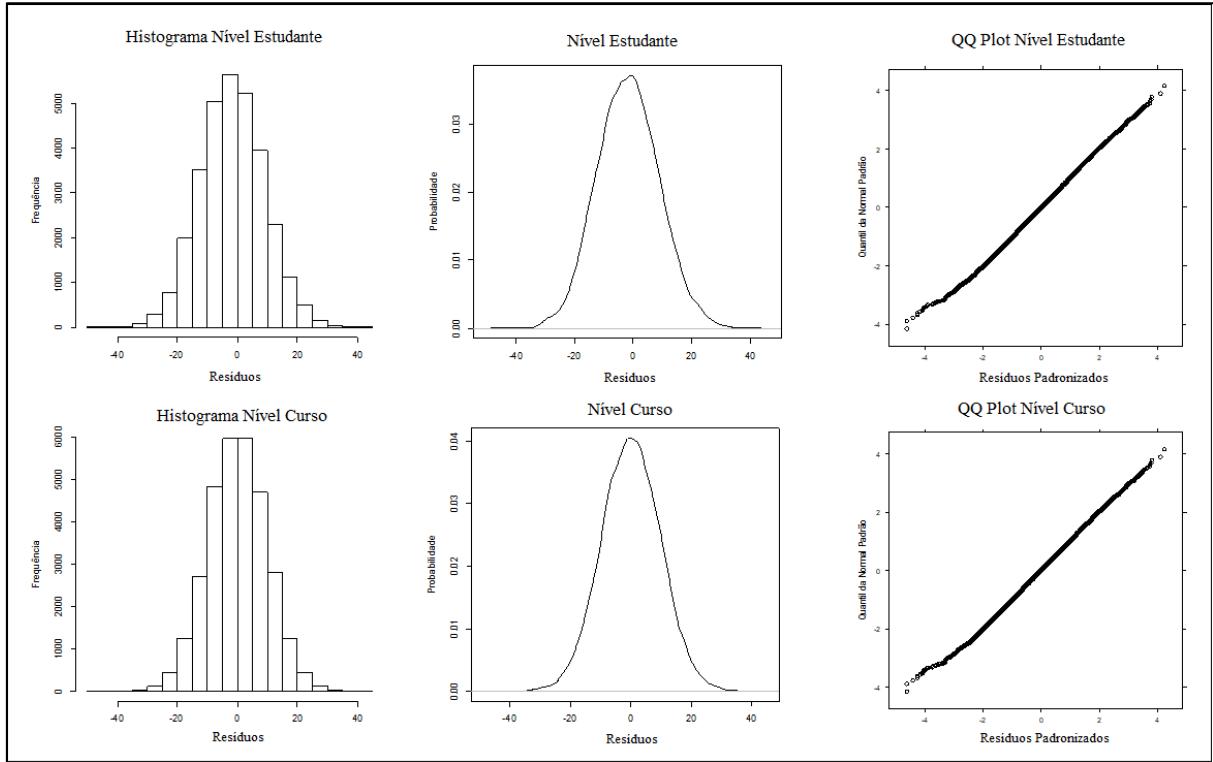 Histograma Nível Estudante
Frequência
5000
4000
3000
2000
1000
0
-40 -20 0 20 40
Resíduos
Nível Estudante
Probabilidade
0.03
0.02
0.01
0.00
-40 -20 0 20 40
Resíduos
QQ Plot Nível Estudante
Quantil da Normal Padrão
4
2
0
-2
-4
-4 -2 0 2 4
Resíduos Padronizados
Histograma Nível Curso
Frequência
6000
5000
4000
3000
2000
1000
0
-40 -20 0 20 40
Resíduos
Nível Curso
Probabilidade
0.04
0.03
0.02
0.01
0.00
-40 -20 0 20 40
Resíduos
QQ Plot Nível Curso
Quantil da Normal Padrão
4
2
0
-2
-4
-4 -2 0 2 4
Resíduos Padronizados